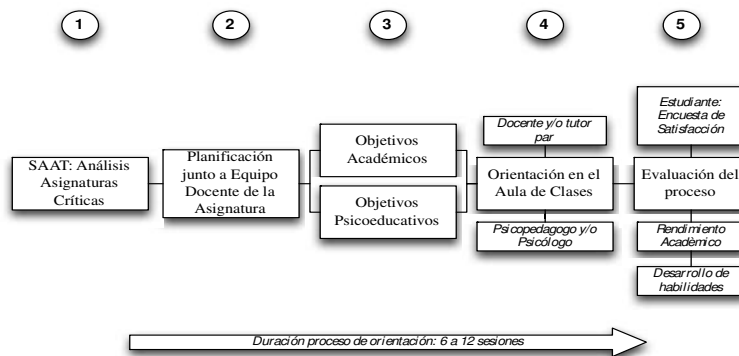 1
2
3
4
5
SAAT: Análisis
Asignaturas
Críticas
Planificación
junto a Equipo
Docente de la
Asignatura
Objetivos
Académicos
Objetivos
Psicoeducativos
Docente y/o tutor
par
Orientación en el
Aula de Clases
Psicopedagogo y/o
Psicólogo
Estudiante:
Encuesta de
Satisfacción
Evaluación del
proceso
Rendimiento
Acadèmico
Desarrollo de
habilidades
Duración proceso de orientación: 6 a 12 sesiones